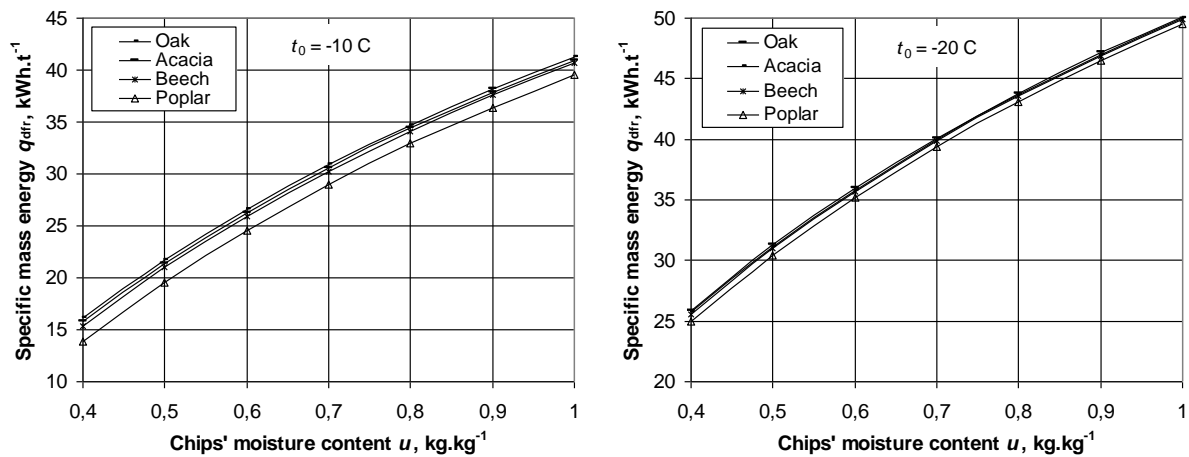 Specific mass energy qdfr, kWh.t-1
45
40
35
30
25
20
15
10
Oak
Acacia
Beech
Poplar
t0 = -10 C
0,4 0,5 0,6 0,7 0,8 0,9 1
Chips' moisture content u, kg.kg-1
Specific mass energy qdfr, kWh.t-1
50
45
40
35
30
25
20
Oak
Acacia
Beech
Poplar
t0 = -20 C
0,4 0,5 0,6 0,7 0,8 0,9 1
Chips' moisture content u, kg.kg-1